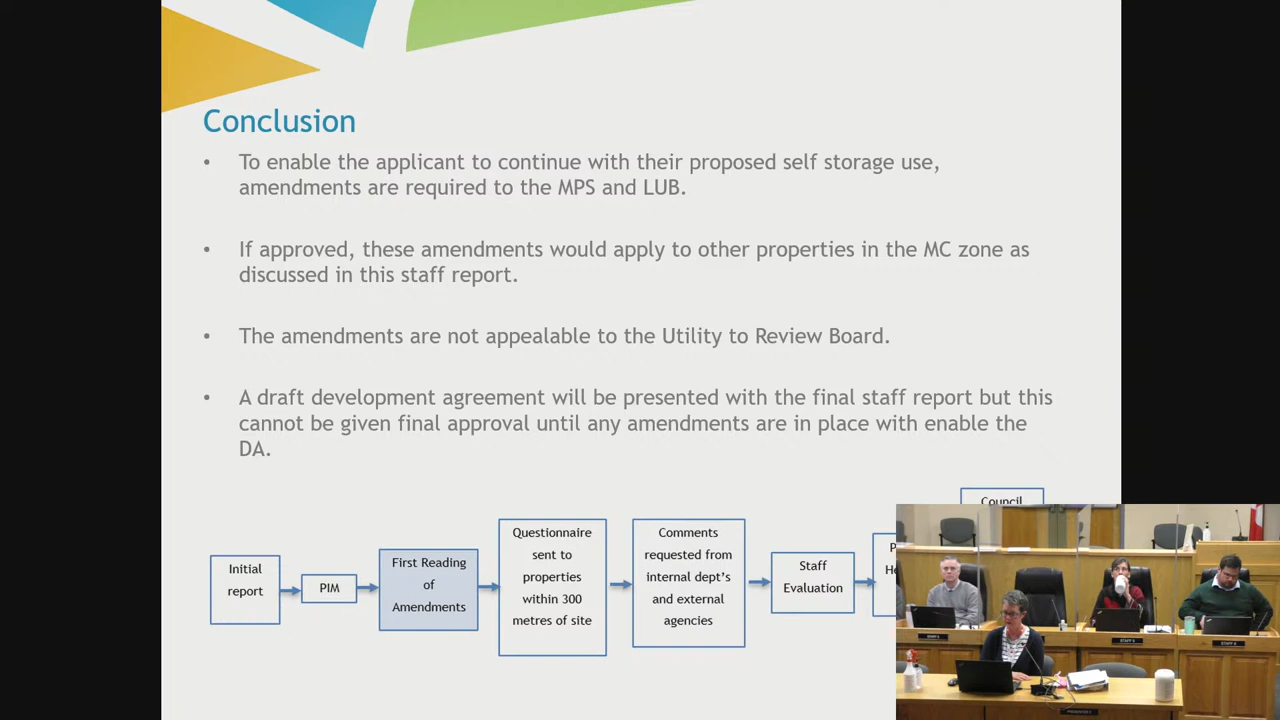 Conclusion
• To enable the applicant to continue with their proposed self storage use,
amendments are required to the MPS and LUB.
• If approved, these amendments would apply to other properties in the MC zone as
discussed in this staff report.
• The amendments are not appealable to the Utility to Review Board.
• A draft development agreement will be presented with the final staff report but this
cannot be given final approval until any amendments are in place with enable the
DA.
Initial
report
PIM
First Reading
of
Amendments
Questionnaire
sent to
properties
within 300
metres of site
Comments
requested from
internal dept's
and external
agencies
Staff
Evaluation
Council